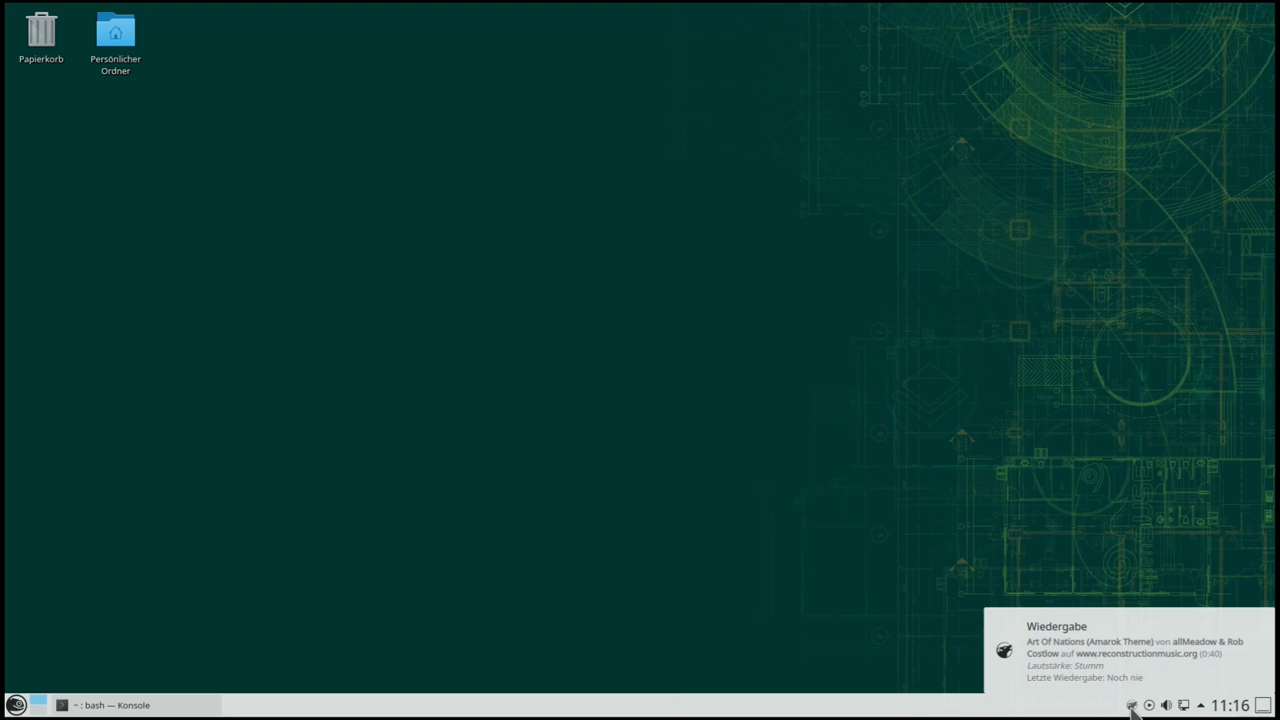 Papierkorb
Persönlicher
Ordner
Wiedergabe
Art Of Nations (Amarok Theme) von allMeadow & Rob
Costlow auf www.reconstructionmusic.org (0:40)
Lautstärke: Stumm
Letzte Wiedergabe: Noch nie
~ : bash — Konsole
11:16